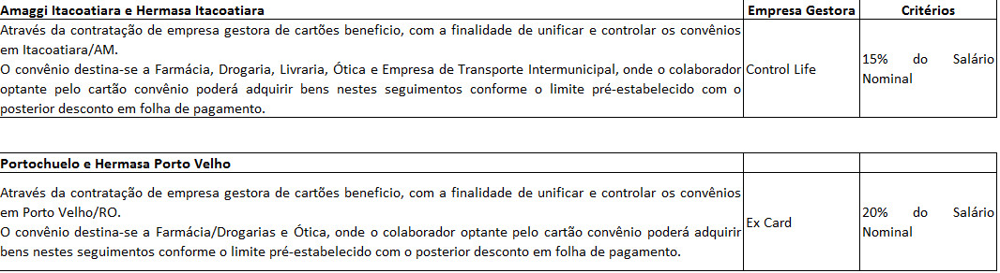 Amaggi Itacoatiara e Hermasa Itacoatiara Empresa Gestora Critérios
Através da contratação de empresa gestora de cartões beneficio, com a finalidade de unificar e controlar os convênios
em Itacoatiara/AM.
O convênio destina-se a Farmácia, Drogaria, Livraria, Ótica e Empresa de Transporte Intermunicipal, onde o colaborador
optante pelo cartão convênio poderá adquirir bens nestes seguimentos conforme o limite pré-estabelecido com o
posterior desconto em folha de pagamento.
Control Life
15% do Salário
Nominal
Portochuelo e Hermasa Porto Velho
Através da contratação de empresa gestora de cartões beneficio, com a finalidade de unificar e controlar os convênios
em Porto Velho/RO.
O convênio destina-se a Farmácia/Drogarias e Ótica, onde o colaborador optante pelo cartão convênio poderá adquirir
bens nestes seguimentos conforme o limite pré-estabelecido com o posterior desconto em folha de pagamento.
Ex Card
20% do Salário
Nominal